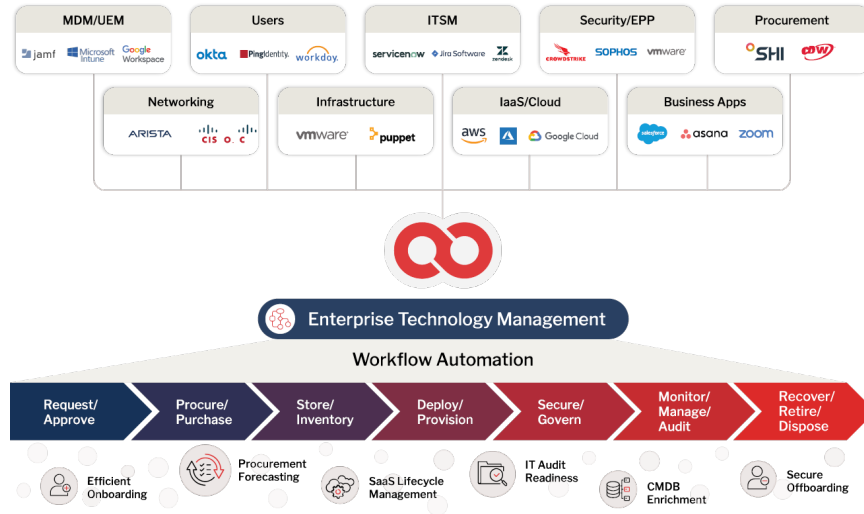 MDM/UEM
Users
ITSM
Security/EPP
Procurement
jamf
Microsoft
Intune
Google
Workspace
okta
PingIdentity.
workday.
servicenow
Jira Software
zendesk
CROWDSTRIKE
SOPHOS
vmware®
SHI
CDW
Networking
Infrastructure
IaaS/Cloud
Business Apps
ARISTA
CIS O. C
vmware®
puppet
aws
Google Cloud
salesforce
asana
zoom
Enterprise Technology Management
Workflow Automation
Request/
Approve
Procure/
Purchase
Store/
Inventory
Deploy/
Provision
Secure/
Govern
Monitor/
Manage/
Audit
Recover/
Retire/
Dispose
Efficient
Onboarding
Procurement
Forecasting
SaaS Lifecycle
Management
IT Audit
Readiness
CMDB
Enrichment
Secure
Offboarding